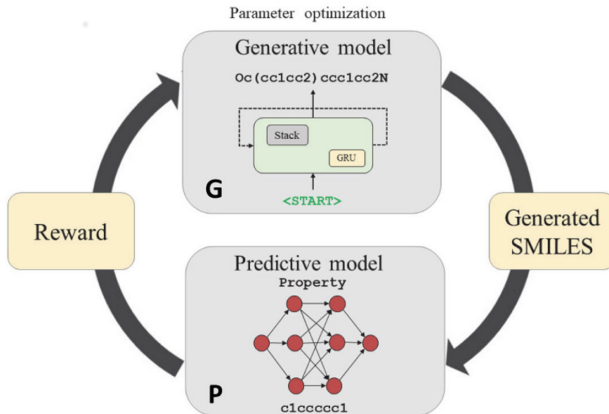 Parameter optimization
Generative model
Oc(cc1cc2)ccc1cc2N
Stack
GRU
G
<START>
Reward
Generated
SMILES
Predictive model
Property
P
c1ccccc1